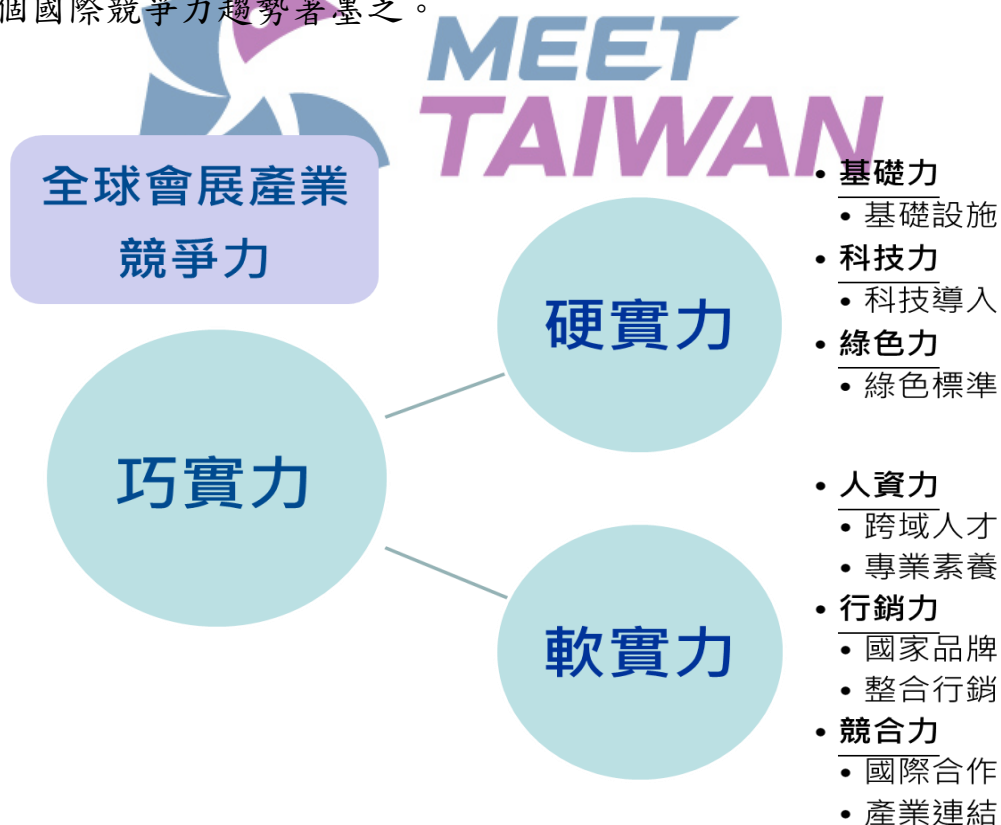 個國際競爭力趨勢著墨之。
MEET
TAIWAN
全球會展產業
競爭力
巧實力
硬實力
• 基礎力
• 基礎設施
• 科技力
• 科技導入
• 綠色力
• 綠色標準
軟實力
• 人資力
• 跨域人才
• 專業素養
• 行銷力
• 國家品牌
• 整合行銷
• 競合力
• 國際合作
• 產業連結